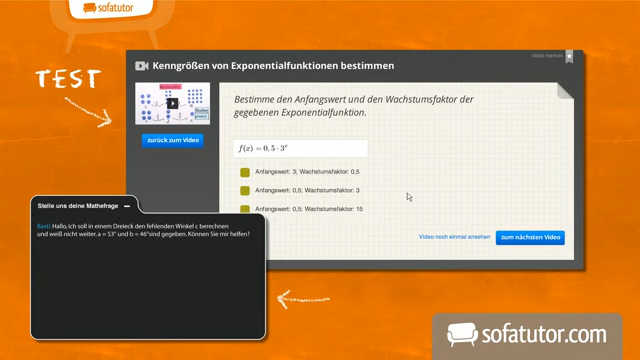 sofatutor
TEST
Kenngrößen von Exponentialfunktionen bestimmen
Video merken
Bestimme den Anfangswert und den Wachstumsfaktor der
gegebenen Exponentialfunktion.
f(x) = 0,5 · 3ˣ
zurück zum Video
Anfangswert: 3; Wachstumsfaktor: 0,5
Anfangswert: 0,5; Wachstumsfaktor: 3
Anfangswert: 0,5; Wachstumsfaktor: 15
Video noch einmal ansehen
zum nächsten Video
Stelle uns deine Mathefrage
Basti: Hallo, ich soll in einem Dreieck den fehlenden Winkel c berechnen
und weiß nicht weiter. a = 53° und b = 46° sind gegeben. Können Sie mir helfen?
sofatutor.com